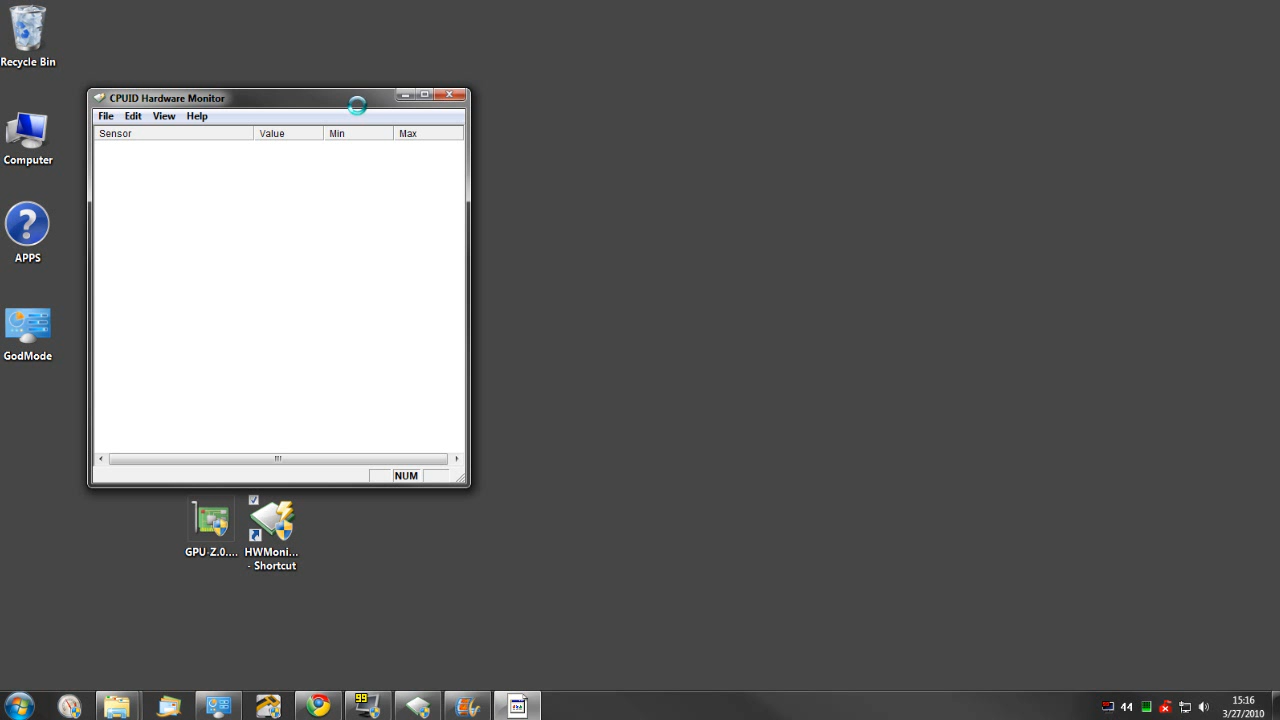 Recycle Bin
CPUID Hardware Monitor
File Edit View Help
Sensor Value Min Max
Computer
APPS
GodMode
NUM
GPU-Z.0.... HWMoni...
- Shortcut
99
44
15:16
3/27/2010